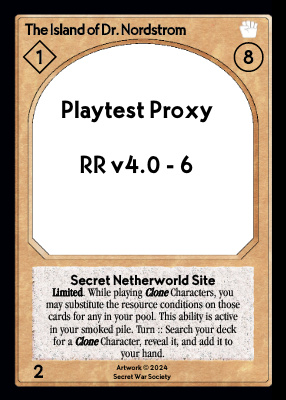 The Island of Dr. Nordstrom
1
8
Playtest Proxy
RR v4.0 - 6
Secret Netherworld Site
Limited. While playing Clone Characters, you
may substitute the resource conditions on those
cards for any in your pool. This ability is active
in your smoked pile. Turn :: Search your deck
for a Clone Character, reveal it, and add it to
your hand.
2
Artwork © 2024
Secret War Society